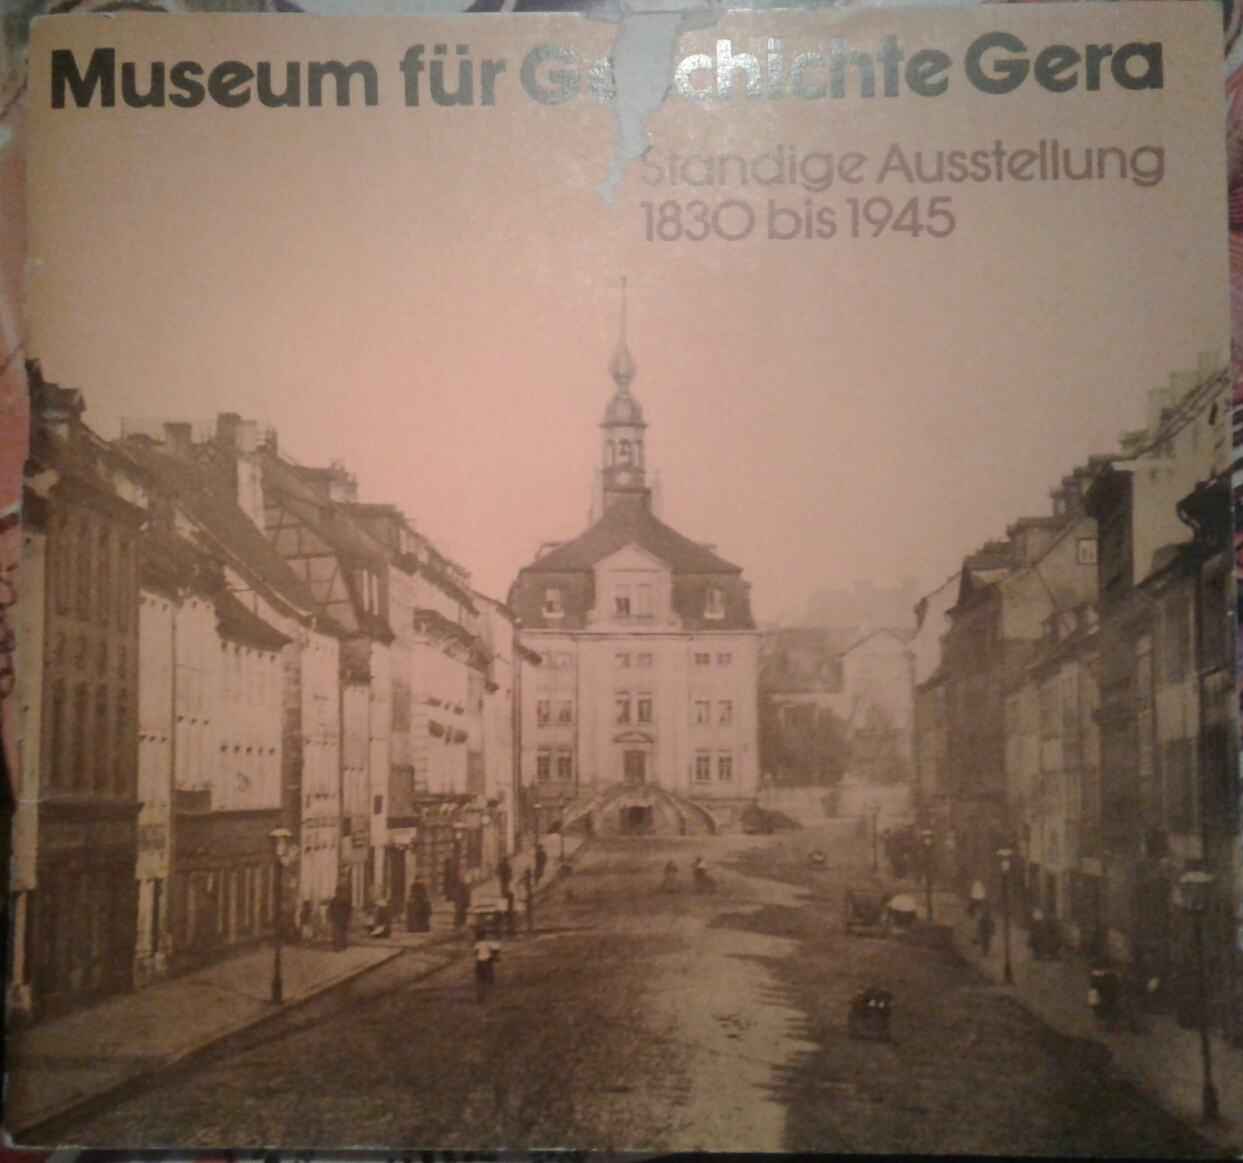 Museum für Geschichte Gera
Ständige Ausstellung
1830 bis 1945